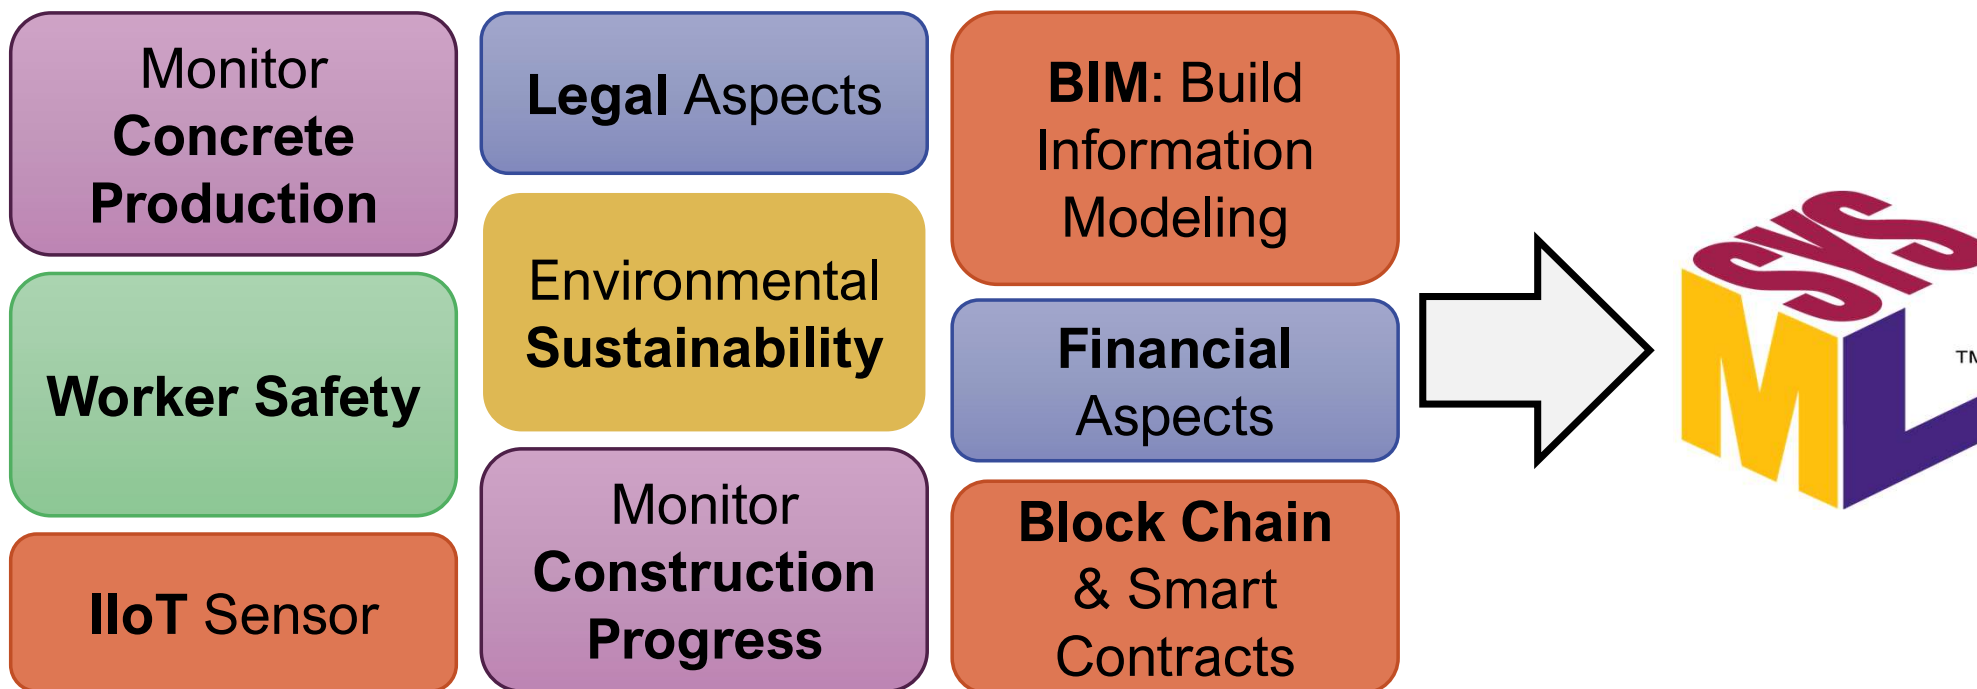 Monitor
Concrete
Production
Worker Safety
IIoT Sensor
Legal Aspects
Environmental
Sustainability
Monitor
Construction
Progress
BIM: Build
Information
Modeling
Financial
Aspects
Block Chain
& Smart
Contracts
SYS
ML
TM